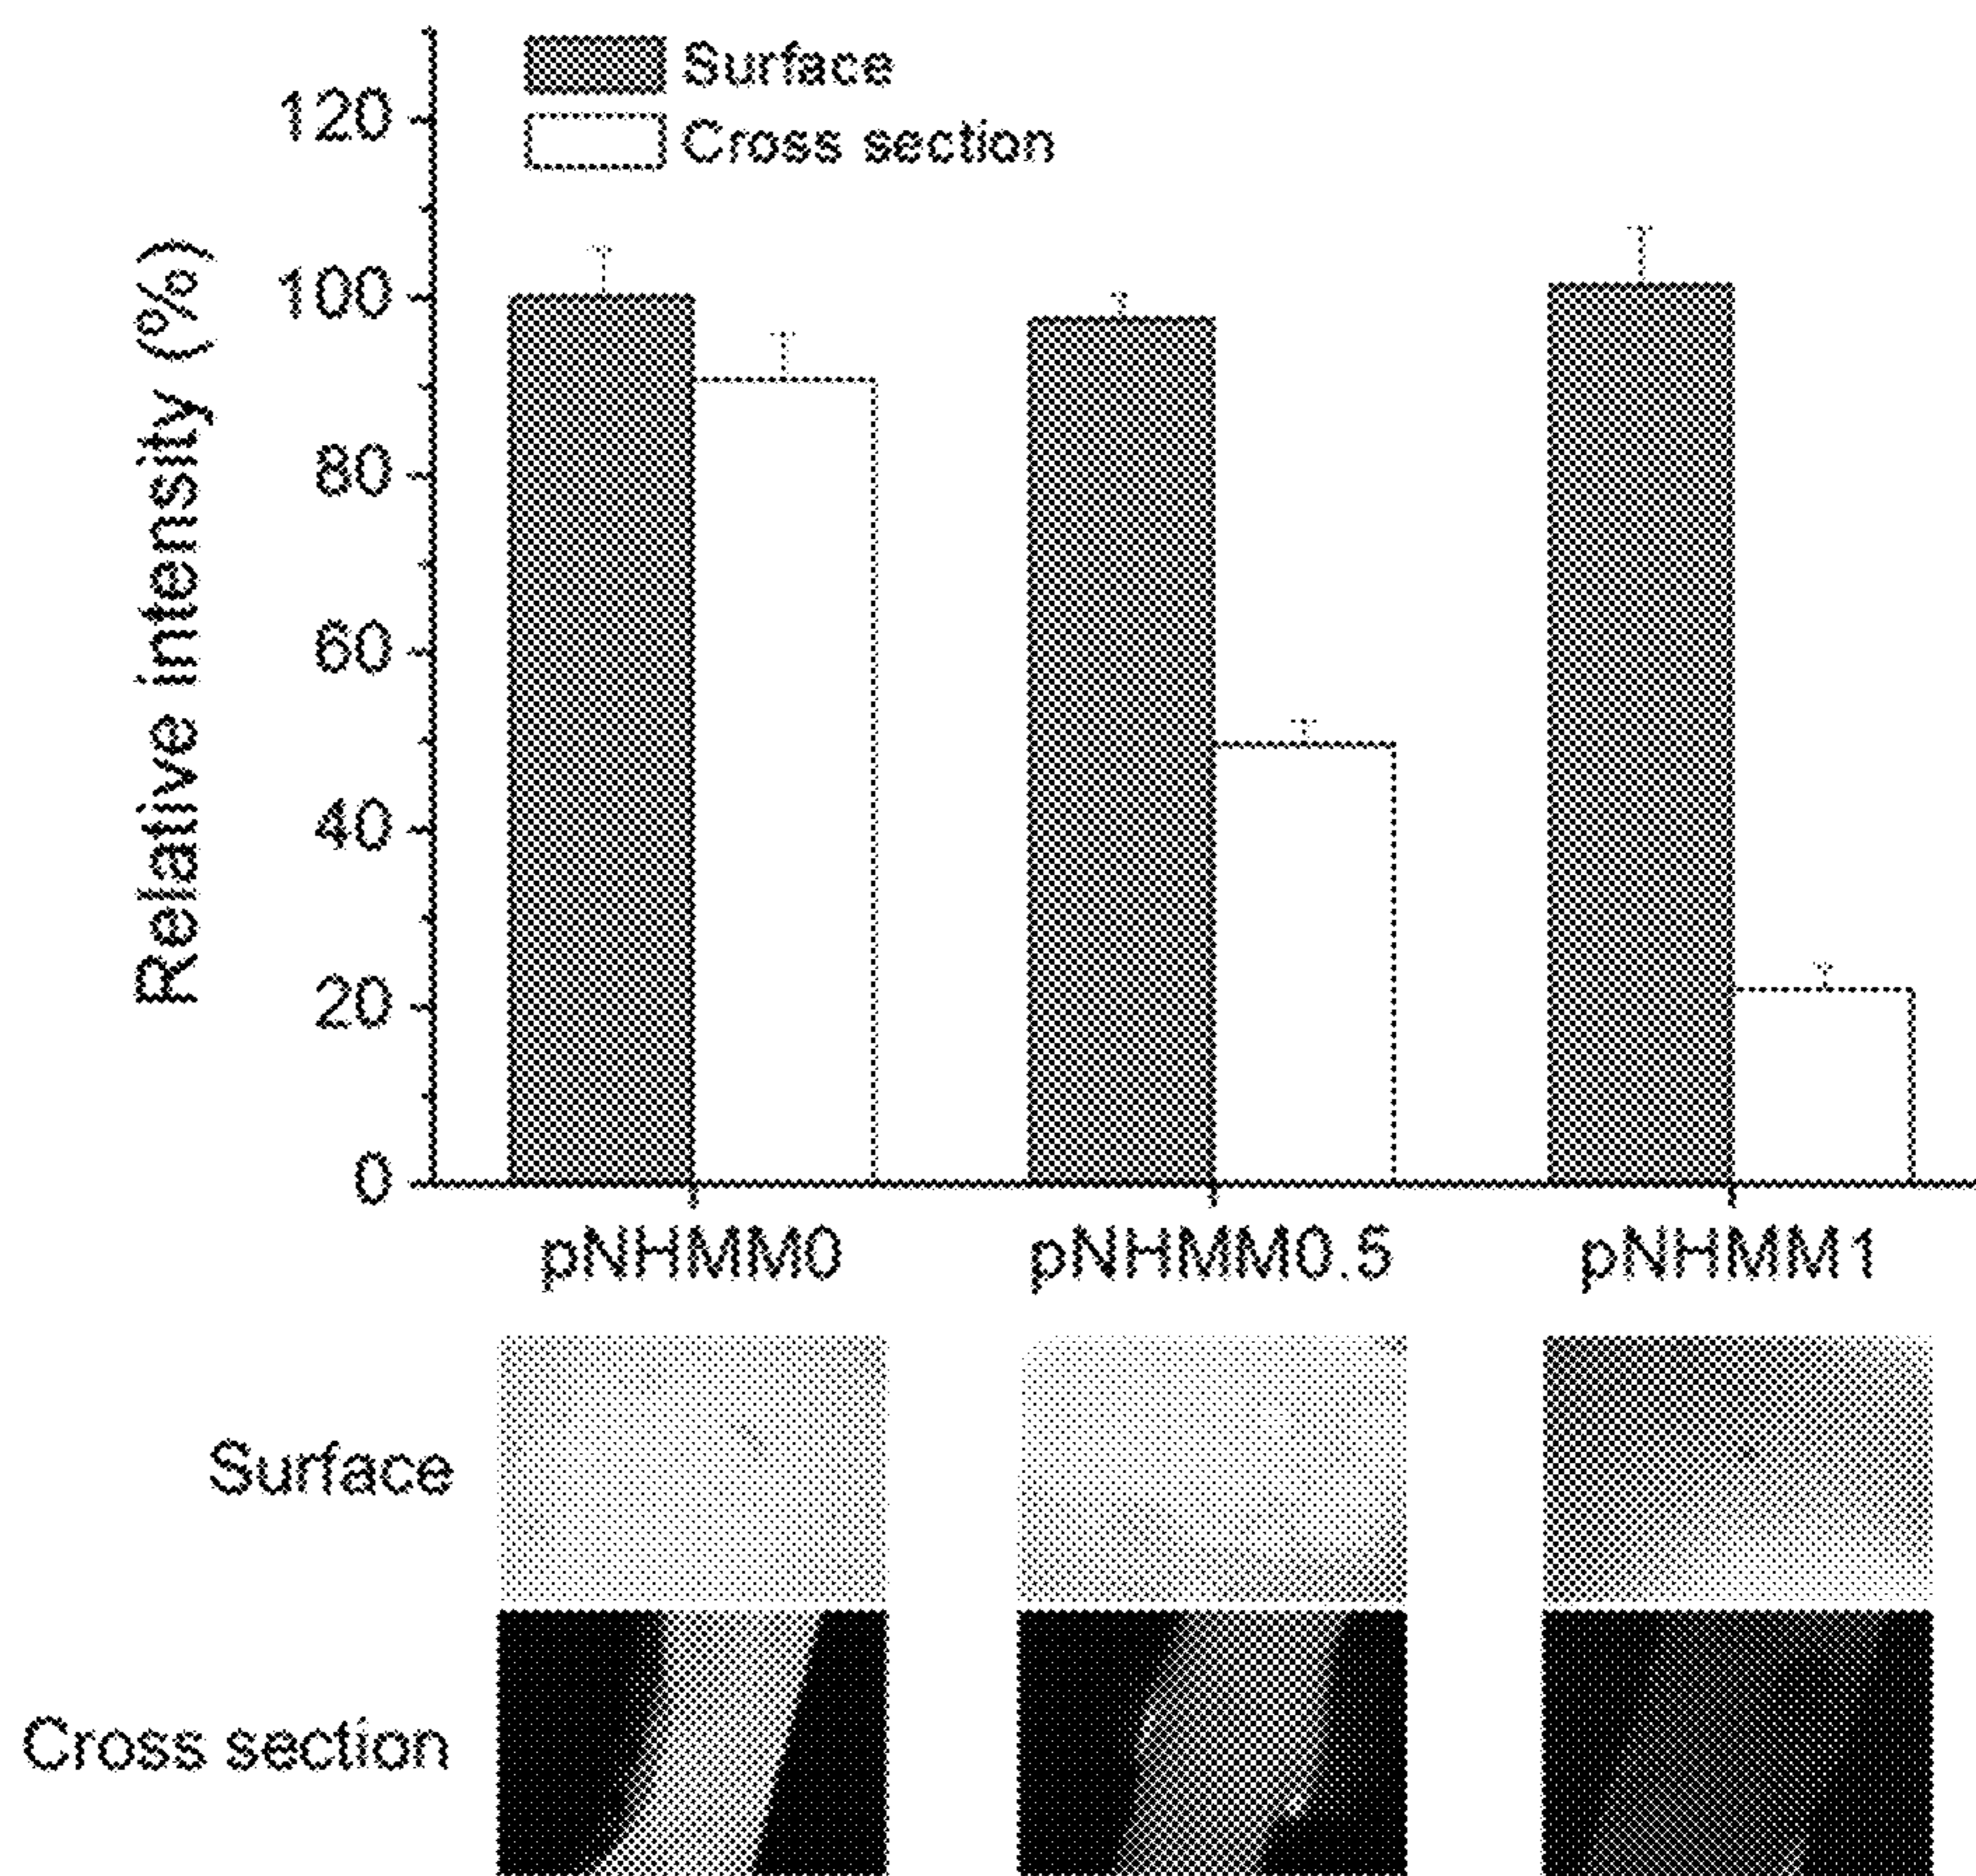 Surface
Cross section
Relative intensity (%)
120
100
80
60
40
20
0
pNHMM0 pNHMM0.5 pNHMM1
Surface
Cross section